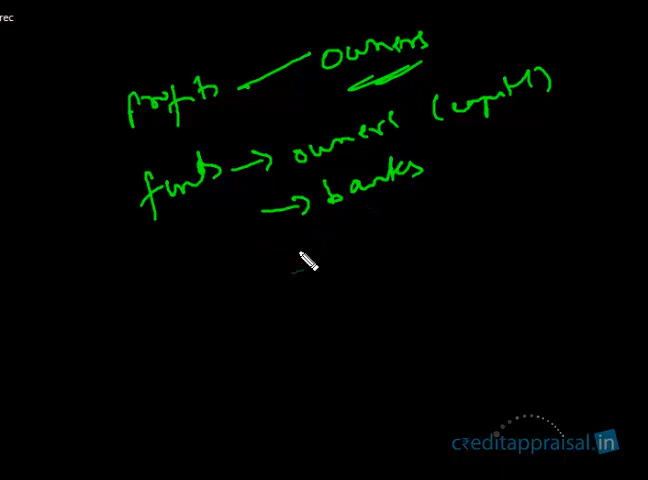 rec
profits — owners
funds → owners (capital)
→ banks
creditappraisal.in